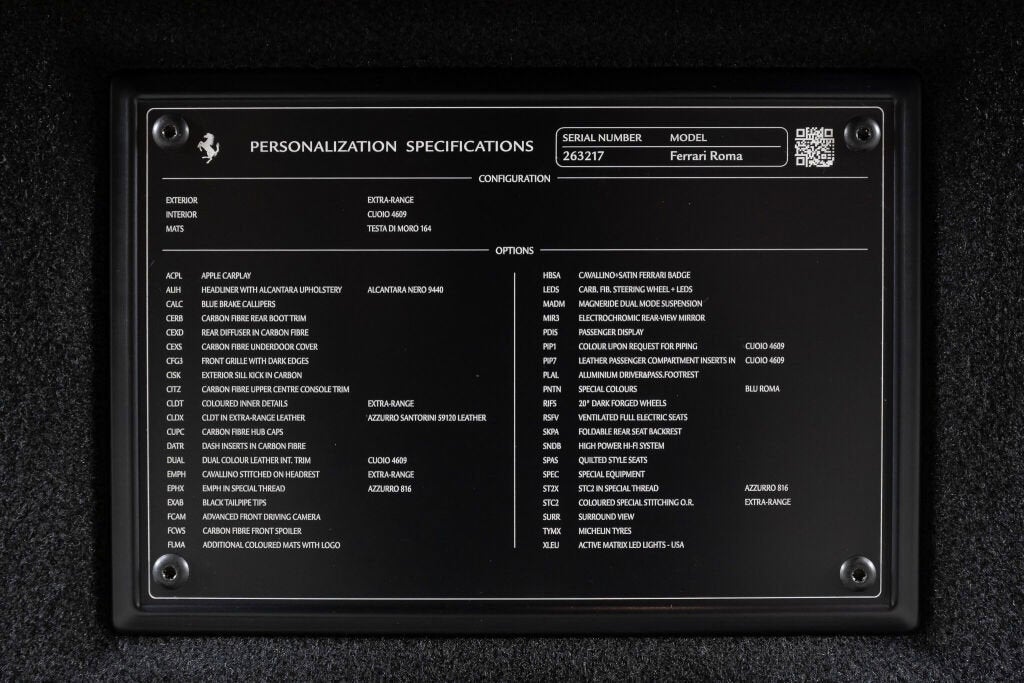 PERSONALIZATION SPECIFICATIONS
SERIAL NUMBER MODEL
263217 Ferrari Roma
CONFIGURATION
EXTERIOR EXTRA-RANGE
INTERIOR CUOIO 4609
MATS TESTA DI MORO 164
OPTIONS
ACPL APPLE CARPLAY
ALIH HEADLINER WITH ALCANTARA UPHOLSTERY ALCANTARA NERO 9440
CALC BLUE BRAKE CALLIPERS
CERB CARBON FIBRE REAR BOOT TRIM
CEXD REAR DIFFUSER IN CARBON FIBRE
CEXS CARBON FIBRE UNDERDOOR COVER
CFG3 FRONT GRILLE WITH DARK EDGES
CISK EXTERIOR SILL KICK IN CARBON
CITZ CARBON FIBRE UPPER CENTRE CONSOLE TRIM
CLDT COLOURED INNER DETAILS EXTRA-RANGE
CLDX CLDT IN EXTRA-RANGE LEATHER AZZURRO SANTORINI 59120 LEATHER
CUPC CARBON FIBRE HUB CAPS
DATR DASH INSERTS IN CARBON FIBRE
DUAL DUAL COLOUR LEATHER INT. TRIM CUOIO 4609
EMPH CAVALLINO STITCHED ON HEADREST EXTRA-RANGE
EPHX EMPH IN SPECIAL THREAD AZZURRO 816
EXAB BLACK TAILPIPE TIPS
FCAM ADVANCED FRONT DRIVING CAMERA
FCWS CARBON FIBRE FRONT SPOILER
FLMA ADDITIONAL COLOURED MATS WITH LOGO
HBSA CAVALLINO+SATIN FERRARI BADGE
LEDS CARB. FIB. STEERING WHEEL + LEDS
MADM MAGNERIDE DUAL MODE SUSPENSION
MIR3 ELECTROCHROMIC REAR-VIEW MIRROR
PDIS PASSENGER DISPLAY
PIP1 COLOUR UPON REQUEST FOR PIPING CUOIO 4609
PIP7 LEATHER PASSENGER COMPARTMENT INSERTS IN CUOIO 4609
PLAL ALUMINIUM DRIVER&PASS.FOOTREST
PNTN SPECIAL COLOURS BLU ROMA
RIFS 20" DARK FORGED WHEELS
RSFV VENTILATED FULL ELECTRIC SEATS
SKPA FOLDABLE REAR SEAT BACKREST
SNDB HIGH POWER HI-FI SYSTEM
SPAS QUILTED STYLE SEATS
SPEC SPECIAL EQUIPMENT
ST2X STC2 IN SPECIAL THREAD AZZURRO 816
STC2 COLOURED SPECIAL STITCHING O.R. EXTRA-RANGE
SURR SURROUND VIEW
TYMX MICHELIN TYRES
XLEU ACTIVE MATRIX LED LIGHTS - USA